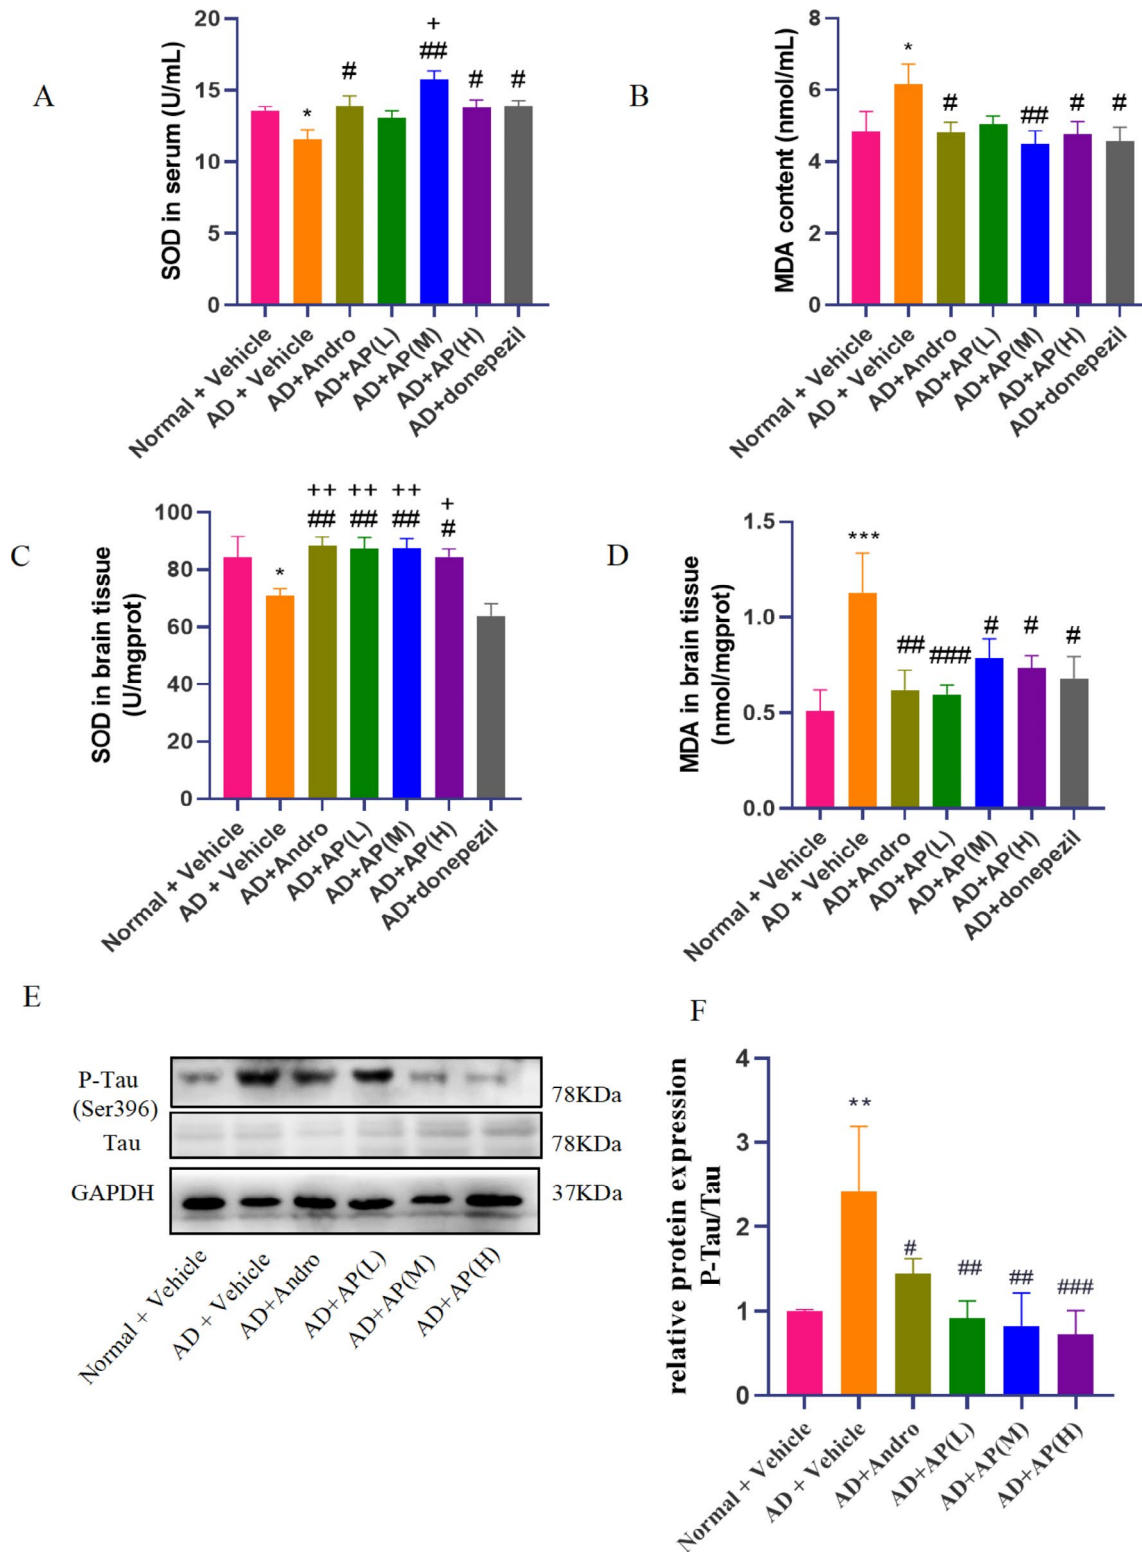 A
SOD in serum (U/mL)
20
15
10
5
0
*
#
+
##
#
#
Normal + Vehicle
AD + Vehicle
AD+Andro
AD+AP(L)
AD+AP(M)
AD+AP(H)
AD+donepezil
B
MDA content (nmol/mL)
8
6
4
2
0
*
#
##
#
#
Normal + Vehicle
AD + Vehicle
AD+Andro
AD+AP(L)
AD+AP(M)
AD+AP(H)
AD+donepezil
C
SOD in brain tissue
(U/mgprot)
100
80
60
40
20
0
*
++
##
++
##
++
##
+
#
Normal + Vehicle
AD + Vehicle
AD+Andro
AD+AP(L)
AD+AP(M)
AD+AP(H)
AD+donepezil
D
MDA in brain tissue
(nmol/mgprot)
1.5
1.0
0.5
0.0
***
##
###
#
#
#
Normal + Vehicle
AD + Vehicle
AD+Andro
AD+AP(L)
AD+AP(M)
AD+AP(H)
AD+donepezil
E
P-Tau
(Ser396)
78KDa
Tau
78KDa
GAPDH
37KDa
Normal + Vehicle
AD + Vehicle
AD+Andro
AD+AP(L)
AD+AP(M)
AD+AP(H)
F
relative protein expression
P-Tau/Tau
4
3
2
1
0
**
#
##
##
###
Normal + Vehicle
AD + Vehicle
AD+Andro
AD+AP(L)
AD+AP(M)
AD+AP(H)